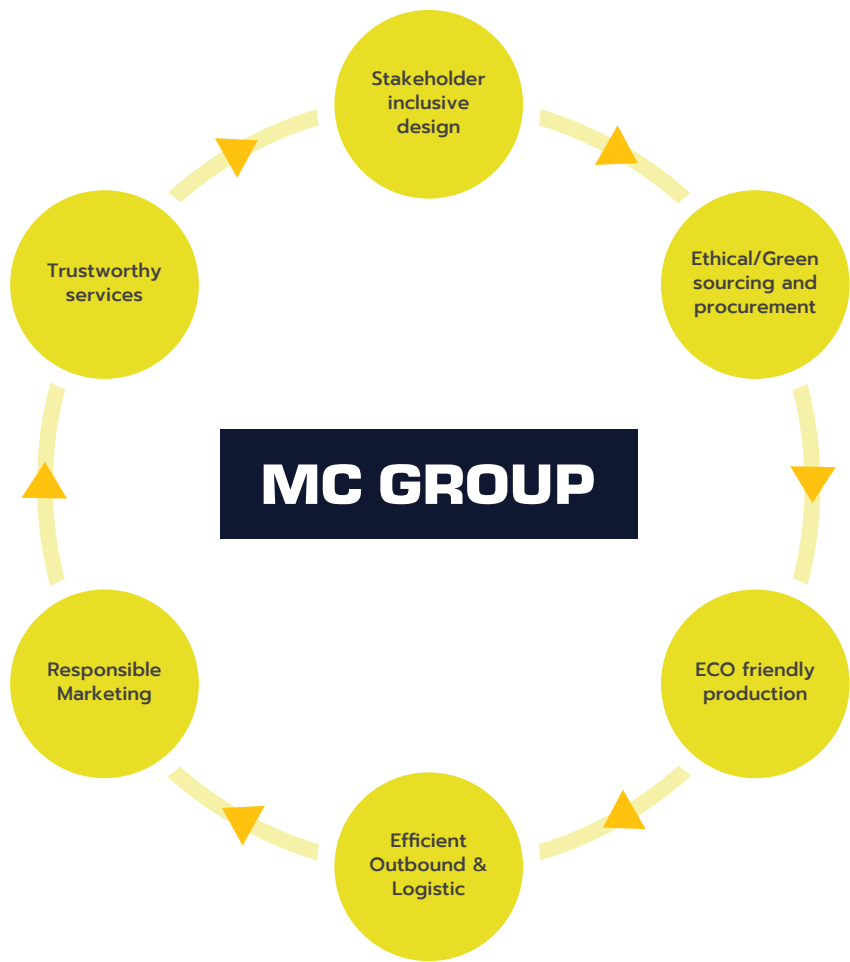 Stakeholder
inclusive
design
Ethical/Green
sourcing and
procurement
ECO friendly
production
Efficient
Outbound &
Logistic
Responsible
Marketing
Trustworthy
services
MC GROUP